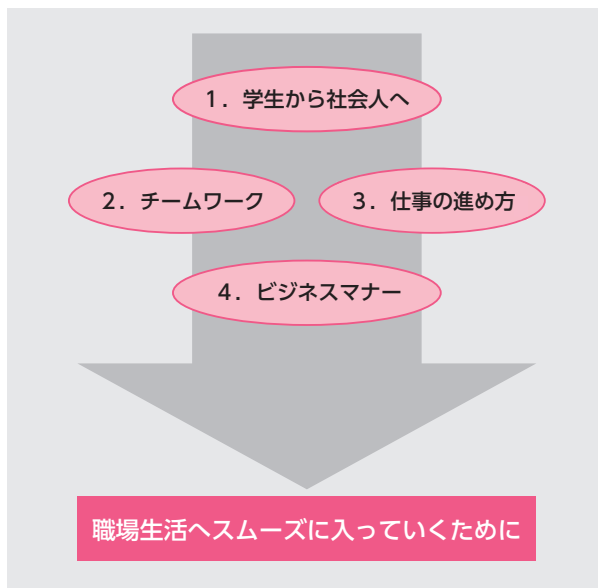 1．学生から社会人へ
2．チームワーク
3．仕事の進め方
4．ビジネスマナー
職場生活へスムーズに入っていくために